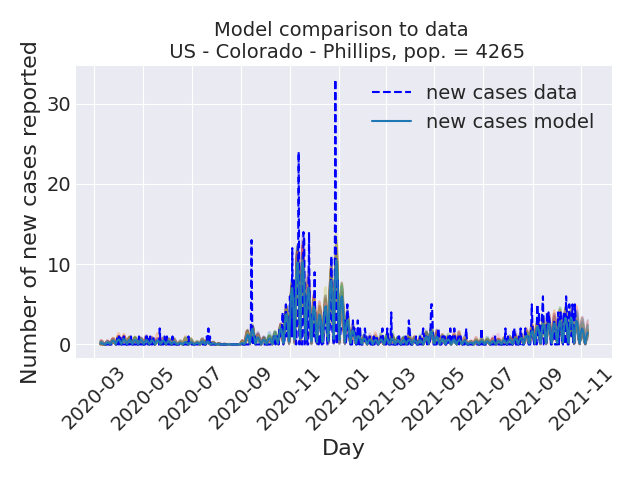 Model comparison to data
US - Colorado - Phillips, pop. = 4265
Number of new cases reported
30
20
10
0
new cases data
new cases model
2020-03
2020-05
2020-07
2020-09
2020-11
2021-01
2021-03
2021-05
2021-07
2021-09
2021-11
Day